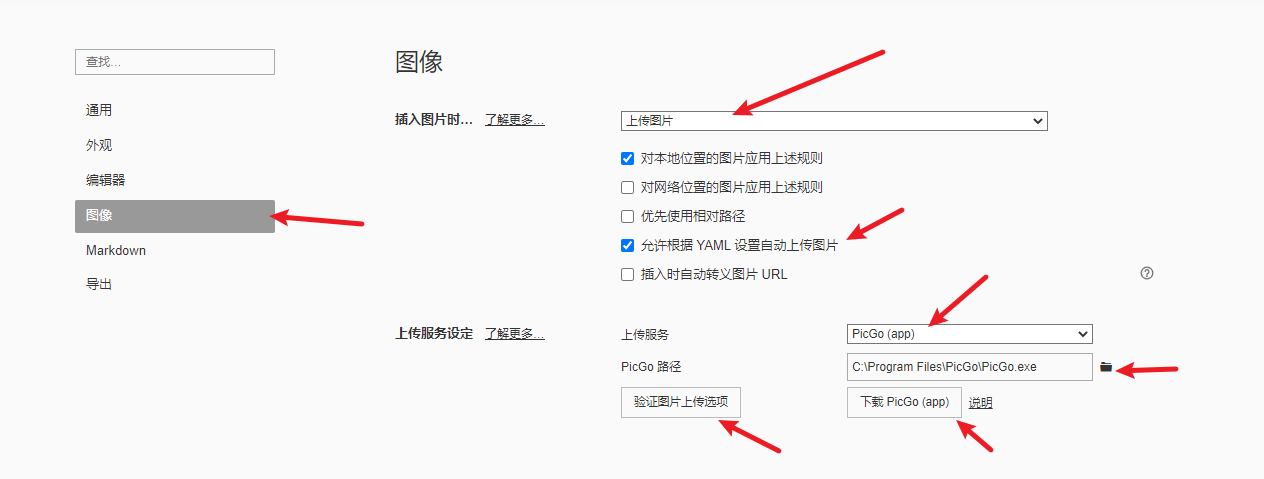 查找...
通用
外观
编辑器
图像
Markdown
导出
图像
插入图片时... 了解更多...
上传图片
对本地位置的图片应用上述规则
对网络位置的图片应用上述规则
优先使用相对路径
允许根据 YAML 设置自动上传图片
插入时自动转义图片 URL
?
上传服务设定 了解更多...
上传服务 PicGo (app)
PicGo 路径 C:\Program Files\PicGo\PicGo.exe
验证图片上传选项 下载 PicGo (app) 说明